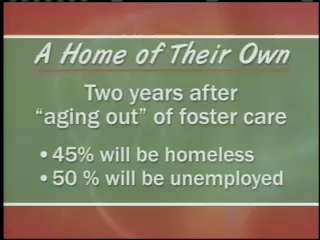 A Home of Their Own
Two years after
“aging out” of foster care
•45% will be homeless
•50 % will be unemployed